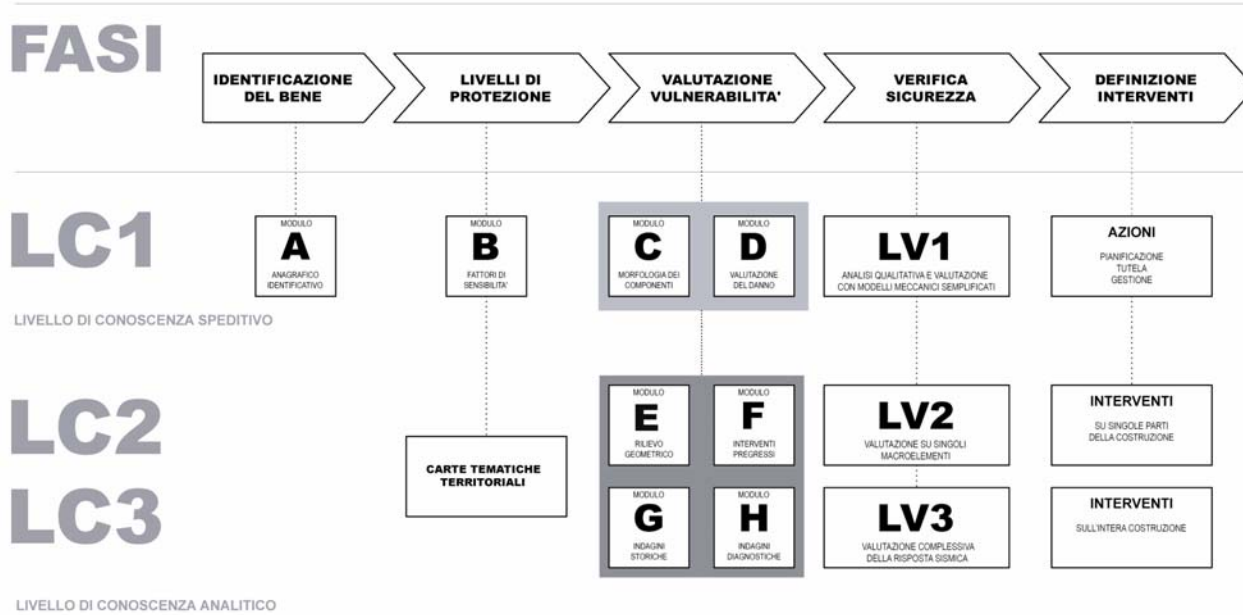 FASI
IDENTIFICAZIONE
DEL BENE
LIVELLI DI
PROTEZIONE
VALUTAZIONE
VULNERABILITA'
VERIFICA
SICUREZZA
DEFINIZIONE
INTERVENTI
LC1
LIVELLO DI CONOSCENZA SPEDITIVO
MODULO
A
ANAGRAFICO
IDENTIFICATIVO
MODULO
B
FATTORI DI
SENSIBILITA'
MODULO
C
MORFOLOGIA DEI
COMPONENTI
MODULO
D
VALUTAZIONE
DEL DANNO
LV1
ANALISI QUALITATIVA E VALUTAZIONE
CON MODELLI MECCANICI SEMPLIFICATI
AZIONI
PIANIFICAZIONE
TUTELA
GESTIONE
LC2
LC3
LIVELLO DI CONOSCENZA ANALITICO
CARTE TEMATICHE
TERRITORIALI
MODULO
E
RILIEVO
GEOMETRICO
MODULO
F
INTERVENTI
PREGRESSI
MODULO
G
INDAGINI
STORICHE
MODULO
H
INDAGINI
DIAGNOSTICHE
LV2
VALUTAZIONE SU SINGOLI
MACROELEMENTI
LV3
VALUTAZIONE COMPLESSIVA
DELLA RISPOSTA SISMICA
INTERVENTI
SU SINGOLE PARTI
DELLA COSTRUZIONE
INTERVENTI
SULL'INTERA COSTRUZIONE